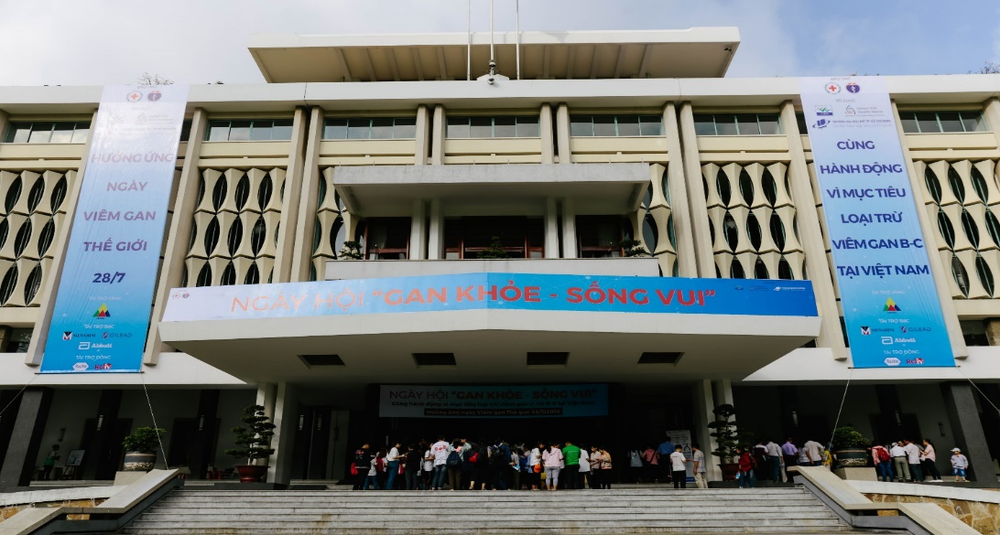 HƯỞNG ỨNG
NGÀY
VIÊM GAN
THẾ GIỚI
28/7
TÀI TRỢ BẠC
GILEAD
Abbott
TÀI TRỢ ĐỒNG
NGÀY HỘI "GAN KHỎE - SỐNG VUI"
NGÀY HỘI "GAN KHỎE - SỐNG VUI"
CÙNG
HÀNH ĐỘNG
VÌ MỤC TIÊU
LOẠI TRỪ
VIÊM GAN B-C
TẠI VIỆT NAM
TÀI TRỢ BẠC
GILEAD
Abbott
TÀI TRỢ ĐỒNG
Roche